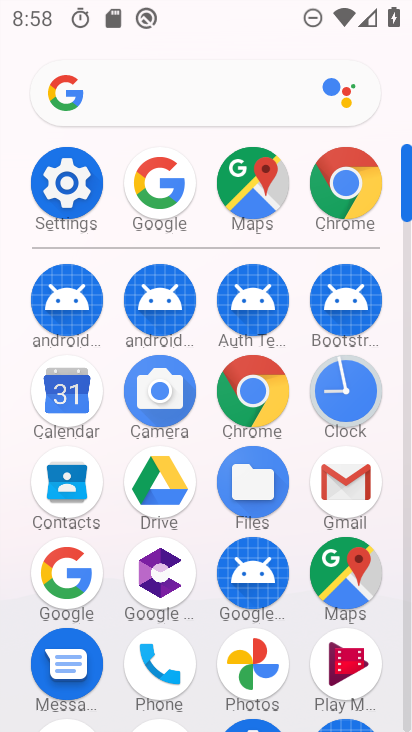 8:58
Settings Google Maps Chrome
android... android... Auth Te... Bootstr...
31
Calendar Camera Chrome Clock
Contacts Drive Files Gmail
Google Google ... Google... Maps
Messa... Phone Photos Play M...